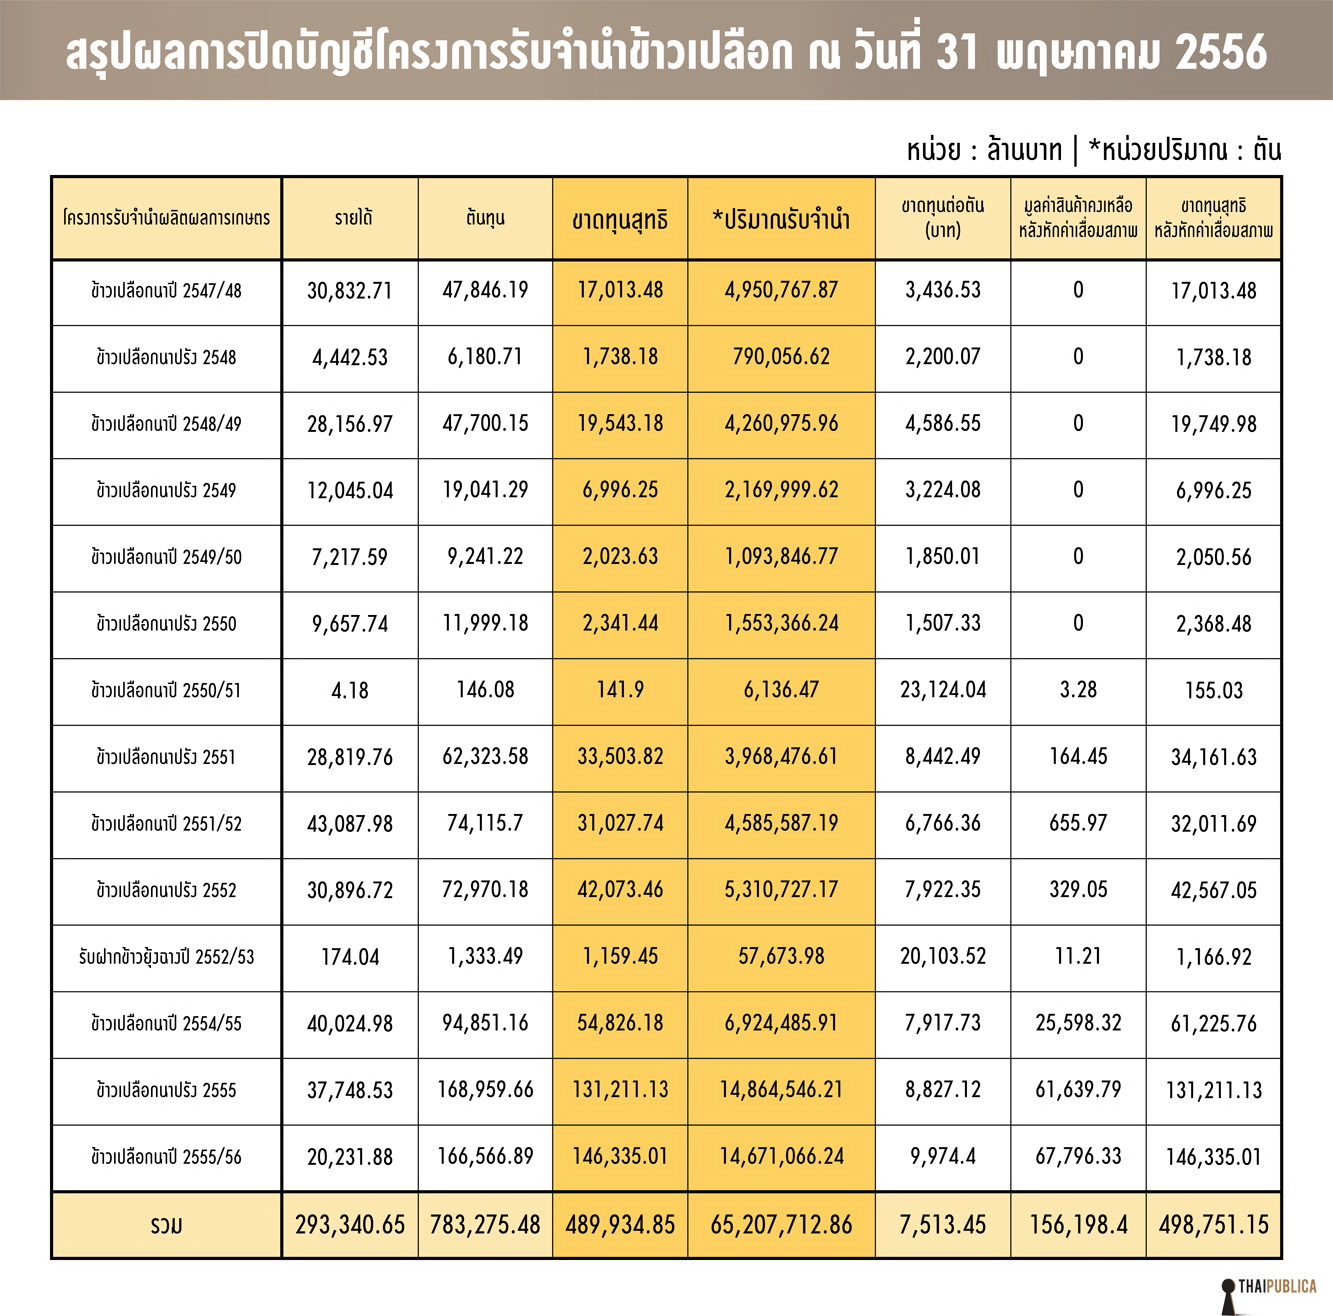 สรุปผลการปิดบัญชีโครงการรับจำนำข้าวเปลือก ณ วันที่ 31 พฤษภาคม 2556
หน่วย : ล้านบาท | *หน่วยปริมาณ : ตัน
โครงการรับจำนำผลิตผลการเกษตร รายได้ ต้นทุน ขาดทุนสุทธิ *ปริมาณรับจำนำ ขาดทุนต่อตัน (บาท) มูลค่าสินค้าคงเหลือ หลังหักค่าเสื่อมสภาพ ขาดทุนสุทธิ หลังหักค่าเสื่อมสภาพ
ข้าวเปลือกนาปี 2547/48 30,832.71 47,846.19 17,013.48 4,950,767.87 3,436.53 0 17,013.48
ข้าวเปลือกนาปรัง 2548 4,442.53 6,180.71 1,738.18 790,056.62 2,200.07 0 1,738.18
ข้าวเปลือกนาปี 2548/49 28,156.97 47,700.15 19,543.18 4,260,975.96 4,586.55 0 19,749.98
ข้าวเปลือกนาปรัง 2549 12,045.04 19,041.29 6,996.25 2,169,999.62 3,224.08 0 6,996.25
ข้าวเปลือกนาปี 2549/50 7,217.59 9,241.22 2,023.63 1,093,846.77 1,850.01 0 2,050.56
ข้าวเปลือกนาปรัง 2550 9,657.74 11,999.18 2,341.44 1,553,366.24 1,507.33 0 2,368.48
ข้าวเปลือกนาปี 2550/51 4.18 146.08 141.9 6,136.47 23,124.04 3.28 155.03
ข้าวเปลือกนาปรัง 2551 28,819.76 62,323.58 33,503.82 3,968,476.61 8,442.49 164.45 34,161.63
ข้าวเปลือกนาปี 2551/52 43,087.98 74,115.7 31,027.74 4,585,587.19 6,766.36 655.97 32,011.69
ข้าวเปลือกนาปรัง 2552 30,896.72 72,970.18 42,073.46 5,310,727.17 7,922.35 329.05 42,567.05
รับฝากข้าวยุ้งฉางปี 2552/53 174.04 1,333.49 1,159.45 57,673.98 20,103.52 11.21 1,166.92
ข้าวเปลือกนาปี 2554/55 40,024.98 94,851.16 54,826.18 6,924,485.91 7,917.73 25,598.32 61,225.76
ข้าวเปลือกนาปรัง 2555 37,748.53 168,959.66 131,211.13 14,864,546.21 8,827.12 61,639.79 131,211.13
ข้าวเปลือกนาปี 2555/56 20,231.88 166,566.89 146,335.01 14,671,066.24 9,974.4 67,796.33 146,335.01
รวม 293,340.65 783,275.48 489,934.85 65,207,712.86 7,513.45 156,198.4 498,751.15
THAIPUBLICA